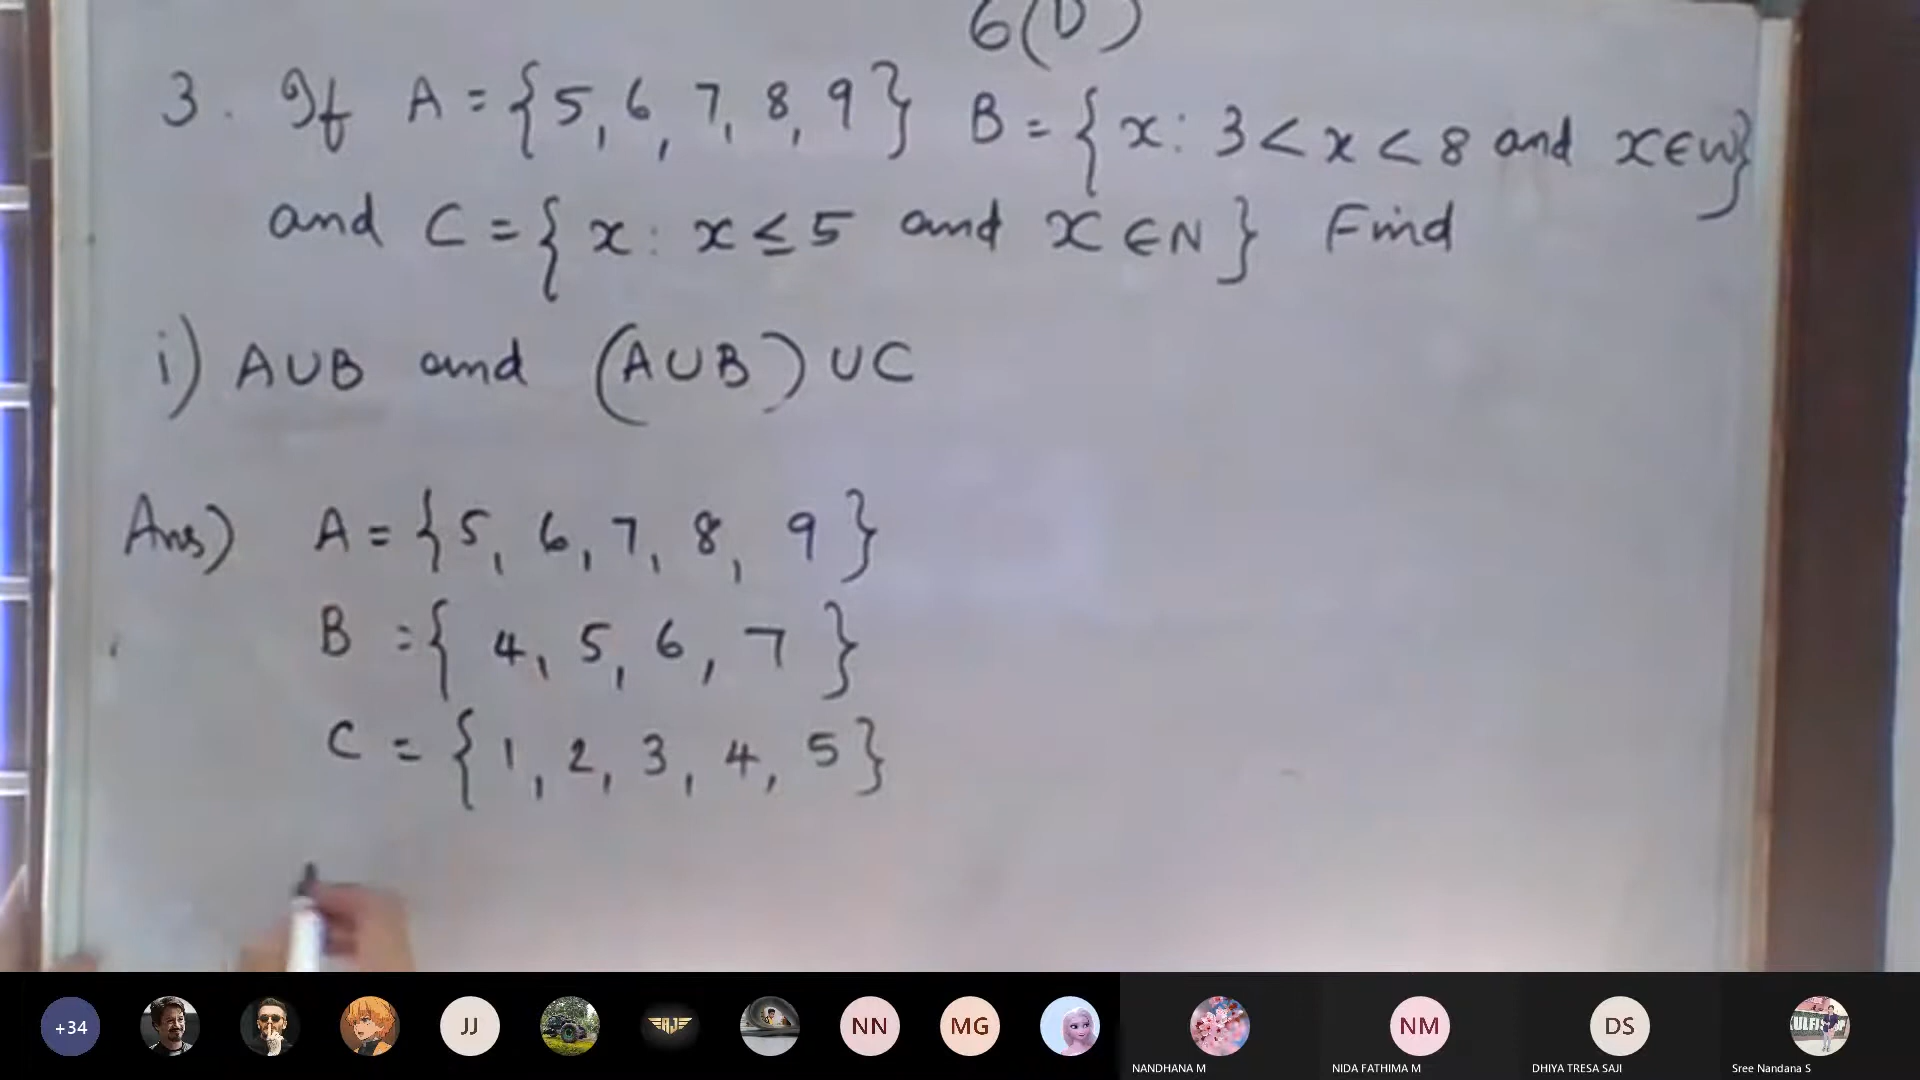 6(D)
3. If A = {5, 6, 7, 8, 9} B = {x : 3 < x < 8 and x ∈ W}
and C = {x : x ≤ 5 and x ∈ N} Find
i) A∪B and (A∪B)∪C
Ans) A = {5, 6, 7, 8, 9}
B = {4, 5, 6, 7}
C = {1, 2, 3, 4, 5}
+34
JJ
NN
MG
NM
DS
NANDHANA M
NIDA FATHIMA M
DHIYA TRESA SAJI
Sree Nandana S